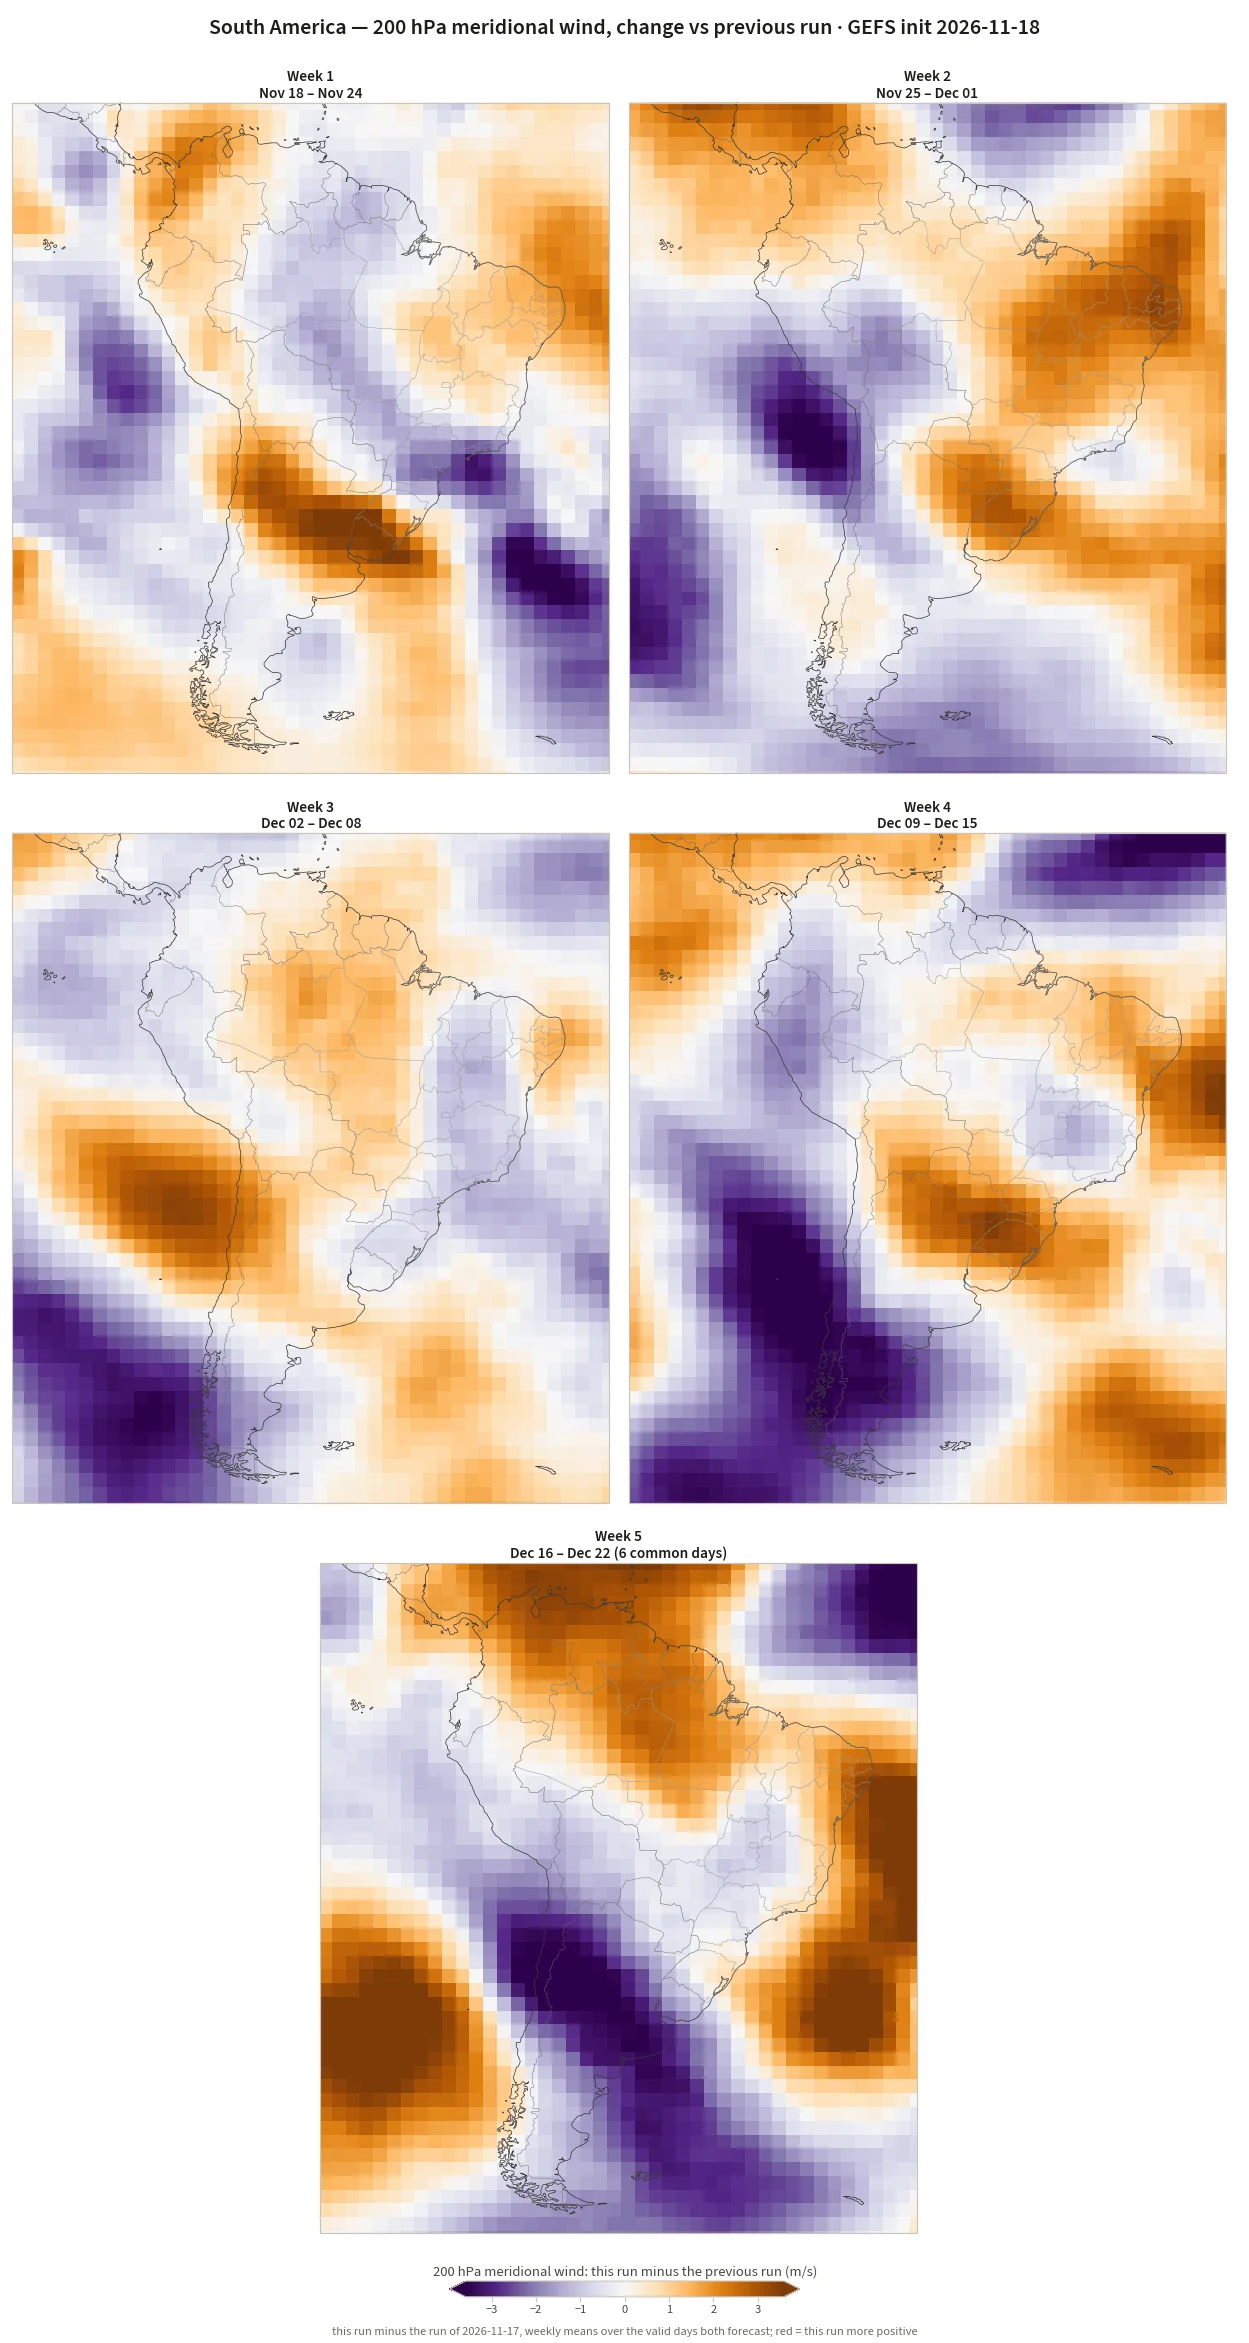 South America — 200 hPa meridional wind, change vs previous run · GEFS init 2026-11-18
Week 1
Nov 18 – Nov 24
Week 2
Nov 25 – Dec 01
Week 3
Dec 02 – Dec 08
Week 4
Dec 09 – Dec 15
Week 5
Dec 16 – Dec 22 (6 common days)
200 hPa meridional wind: this run minus the previous run (m/s)
−3 −2 −1 0 1 2 3
this run minus the run of 2026-11-17, weekly means over the valid days both forecast; red = this run more positive